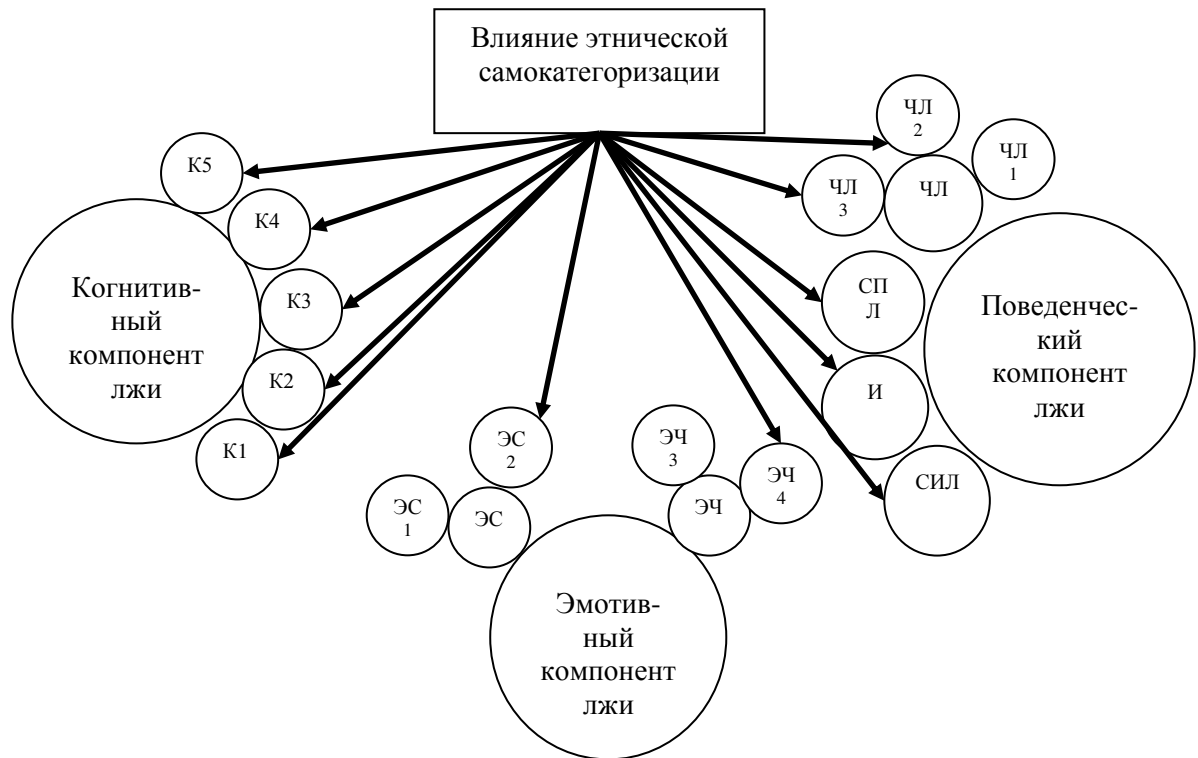 Влияние этнической
самокатегоризации
ЧЛ
2
ЧЛ
1
К5
ЧЛ
3
ЧЛ
К4
К3
СП
Л
Когнитив-
ный
компонент
лжи
Поведенчес-
кий
компонент
лжи
К2
И
К1
ЭС
2
ЭЧ
3
ЭЧ
4
СИЛ
ЭС
1
ЭС
ЭЧ
Эмотив-
ный
компонент
лжи